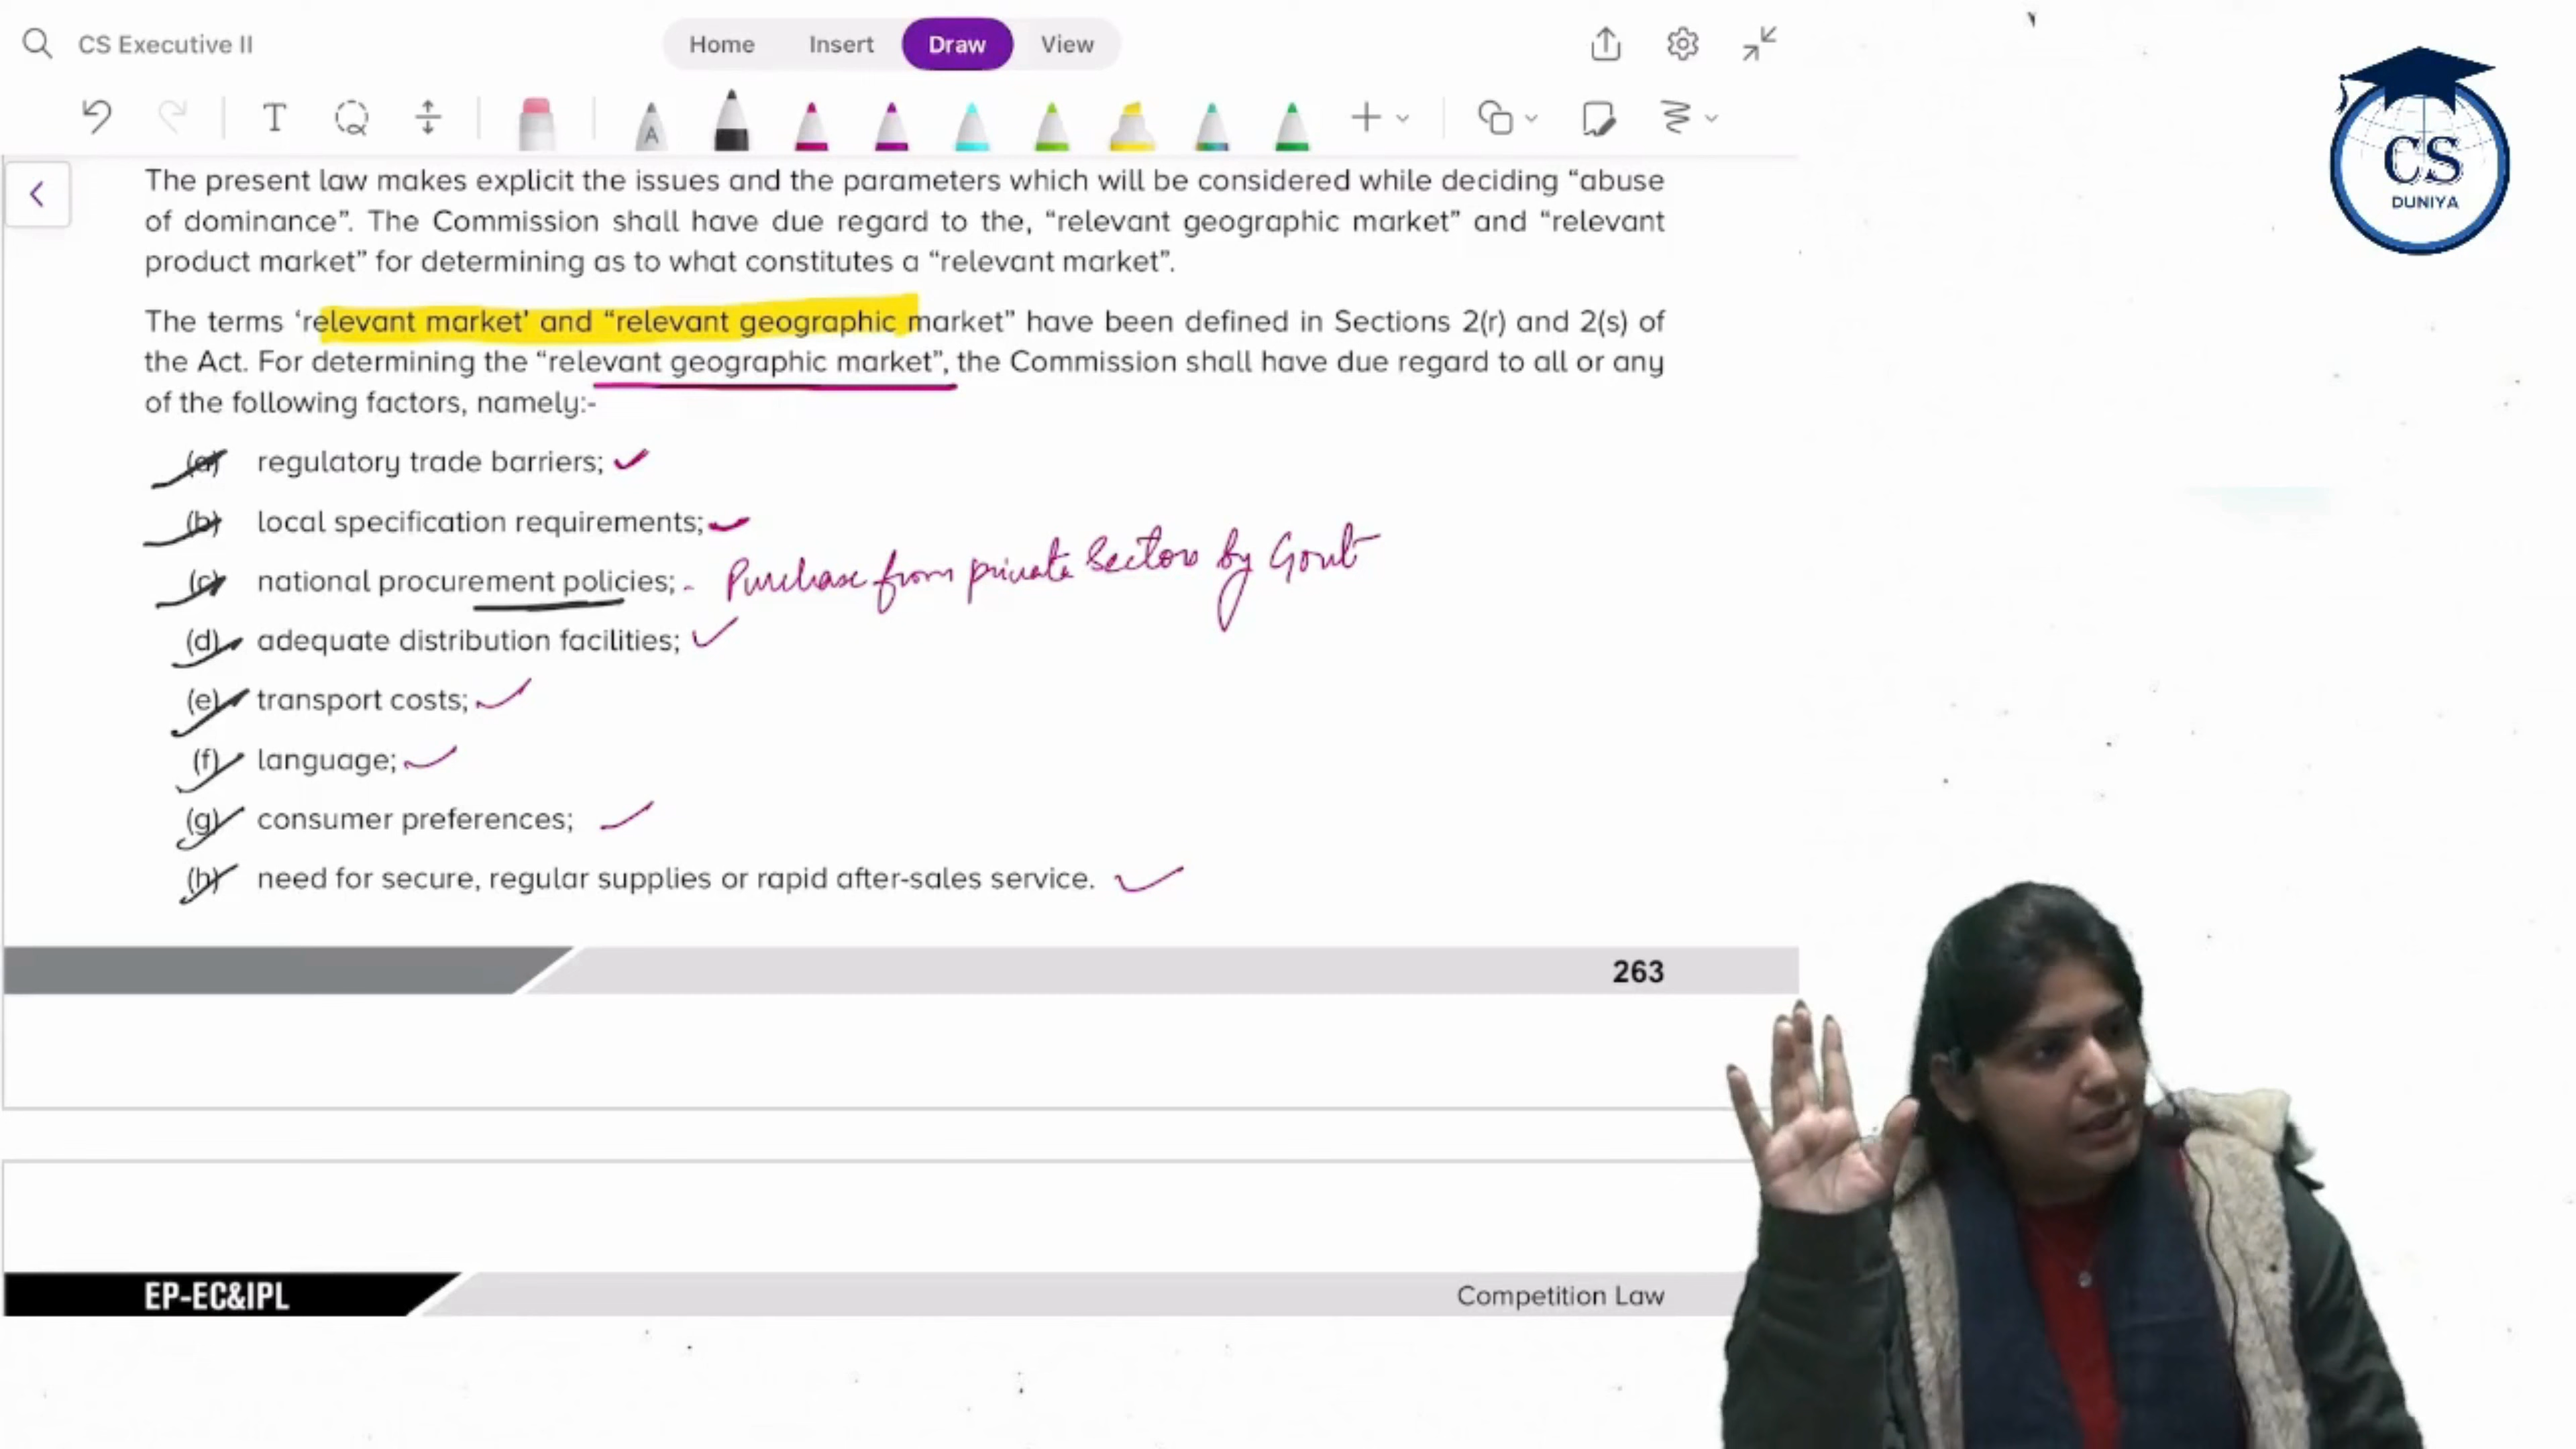 CS Executive II
Home Insert Draw View
T
A
CS
DUNIYA
The present law makes explicit the issues and the parameters which will be considered while deciding “abuse
of dominance”. The Commission shall have due regard to the, “relevant geographic market” and “relevant
product market” for determining as to what constitutes a “relevant market”.
The terms ‘relevant market’ and “relevant geographic market” have been defined in Sections 2(r) and 2(s) of
the Act. For determining the “relevant geographic market”, the Commission shall have due regard to all or any
of the following factors, namely:-
(a) regulatory trade barriers;
(b) local specification requirements;
(c) national procurement policies; - Purchase from private Sectors by Govt
(d) adequate distribution facilities;
(e) transport costs;
(f) language;
(g) consumer preferences;
(h) need for secure, regular supplies or rapid after-sales service.
263
EP-EC&IPL
Competition Law